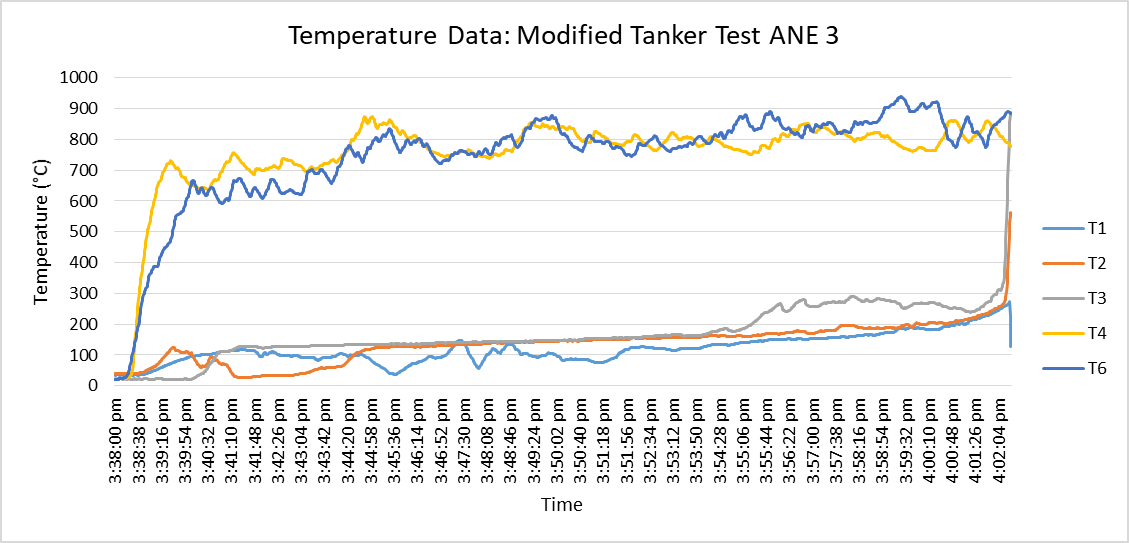 Temperature Data: Modified Tanker Test ANE 3
Temperature (°C)
1000
900
800
700
600
500
400
300
200
100
0
3:38:00 pm
3:38:38 pm
3:39:16 pm
3:39:54 pm
3:40:32 pm
3:41:10 pm
3:41:48 pm
3:42:26 pm
3:43:04 pm
3:43:42 pm
3:44:20 pm
3:44:58 pm
3:45:36 pm
3:46:14 pm
3:46:52 pm
3:47:30 pm
3:48:08 pm
3:48:46 pm
3:49:24 pm
3:50:02 pm
3:50:40 pm
3:51:18 pm
3:51:56 pm
3:52:34 pm
3:53:12 pm
3:53:50 pm
3:54:28 pm
3:55:06 pm
3:55:44 pm
3:56:22 pm
3:57:00 pm
3:57:38 pm
3:58:16 pm
3:58:54 pm
3:59:32 pm
4:00:10 pm
4:00:48 pm
4:01:26 pm
4:02:04 pm
Time
T1
T2
T3
T4
T6